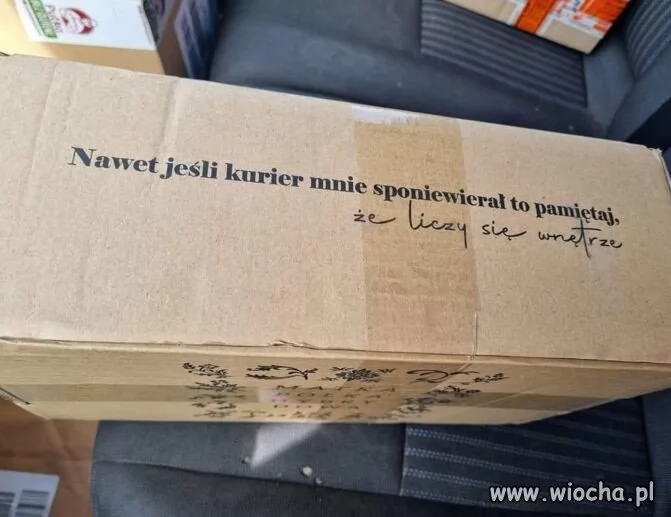 Nawet jeśli kurier mnie sponiewierał to pamiętaj,
że liczy się wnętrze
www.wiocha.pl